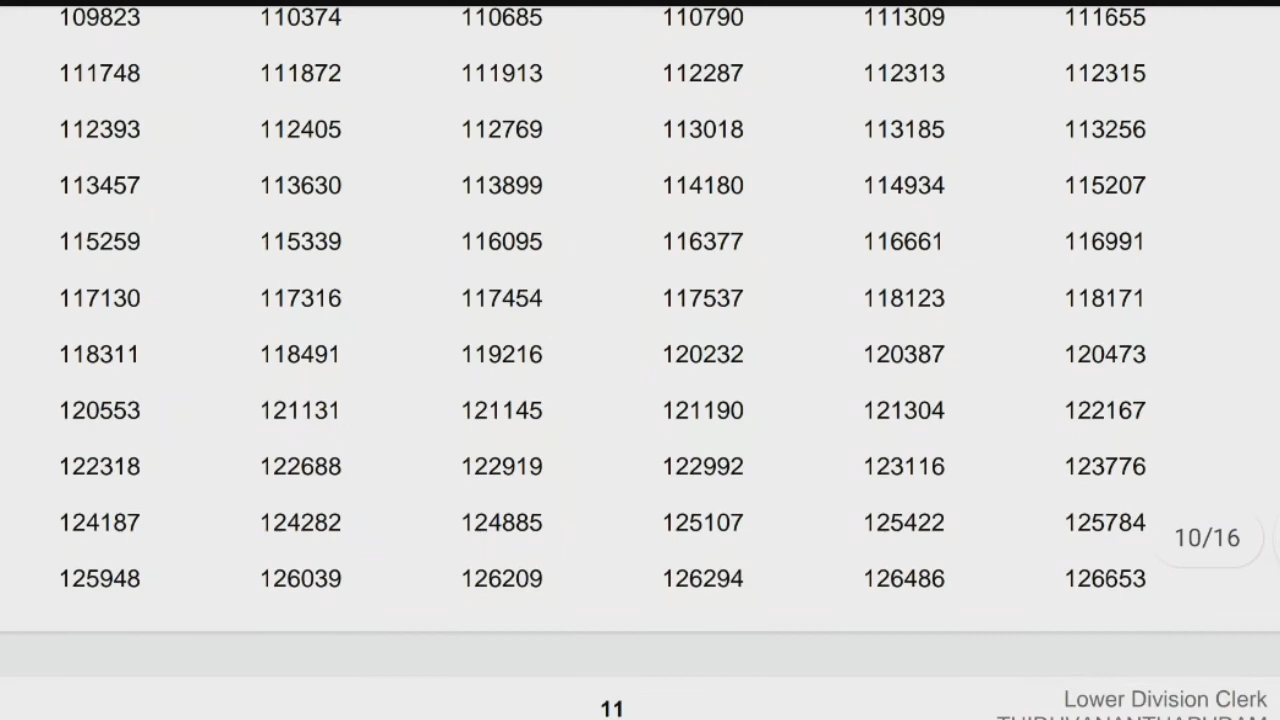 109823 110374 110685 110790 111309 111655
111748 111872 111913 112287 112313 112315
112393 112405 112769 113018 113185 113256
113457 113630 113899 114180 114934 115207
115259 115339 116095 116377 116661 116991
117130 117316 117454 117537 118123 118171
118311 118491 119216 120232 120387 120473
120553 121131 121145 121190 121304 122167
122318 122688 122919 122992 123116 123776
124187 124282 124885 125107 125422 125784
10/16
125948 126039 126209 126294 126486 126653
11
Lower Division Clerk
THIRUVANANTHAPURAM